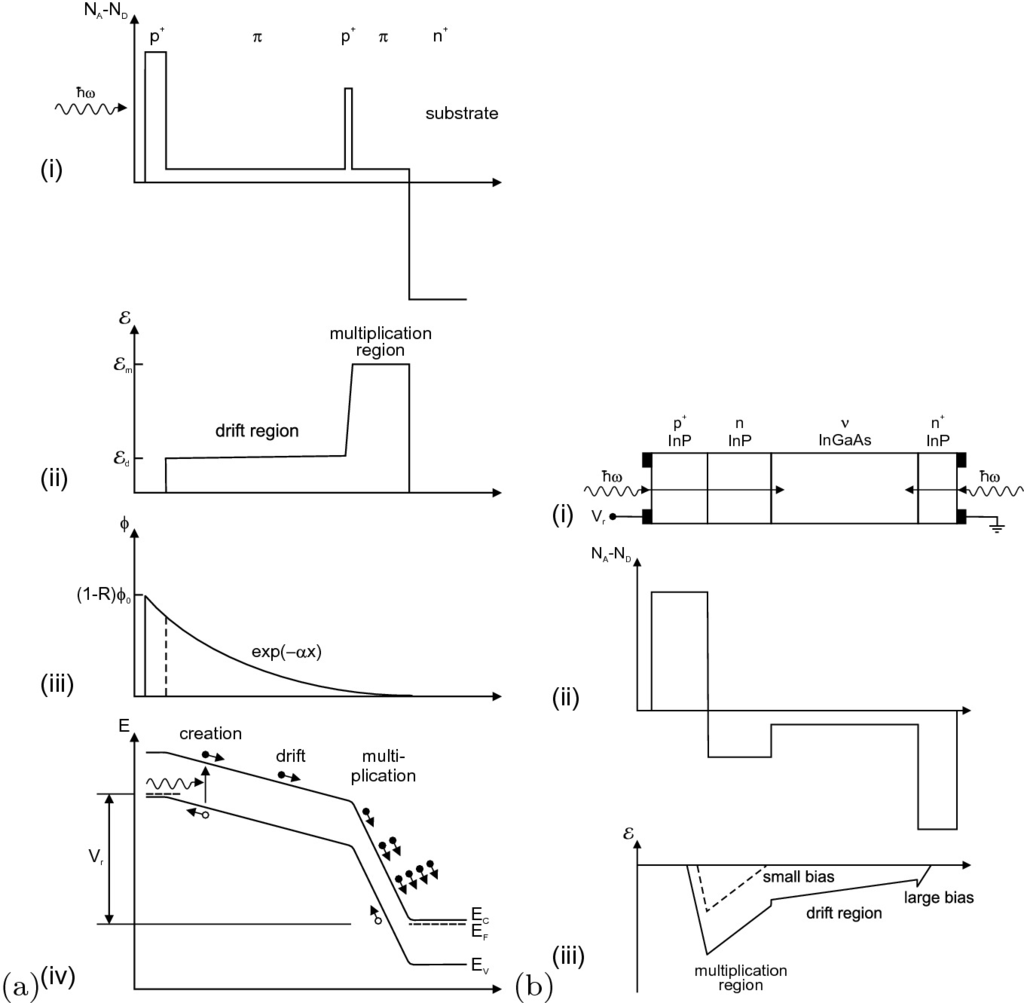 N_A-N_D
p⁺ π p⁺ π n⁺
ħω
substrate
(i)
ℰ
multiplication
region
ℰ_m
drift region
ℰ_d
(ii)
ϕ
(1-R)ϕ₀
exp(–αx)
(iii)
E
creation
drift
multi-
plication
V_r
E_C
E_F
E_V
(a)
(iv)
p⁺ n ν n⁺
InP InP InGaAs InP
ħω ħω
(i)
V_r
N_A-N_D
(ii)
ℰ
small bias
large bias
drift region
(iii)
multiplication
region
(b)